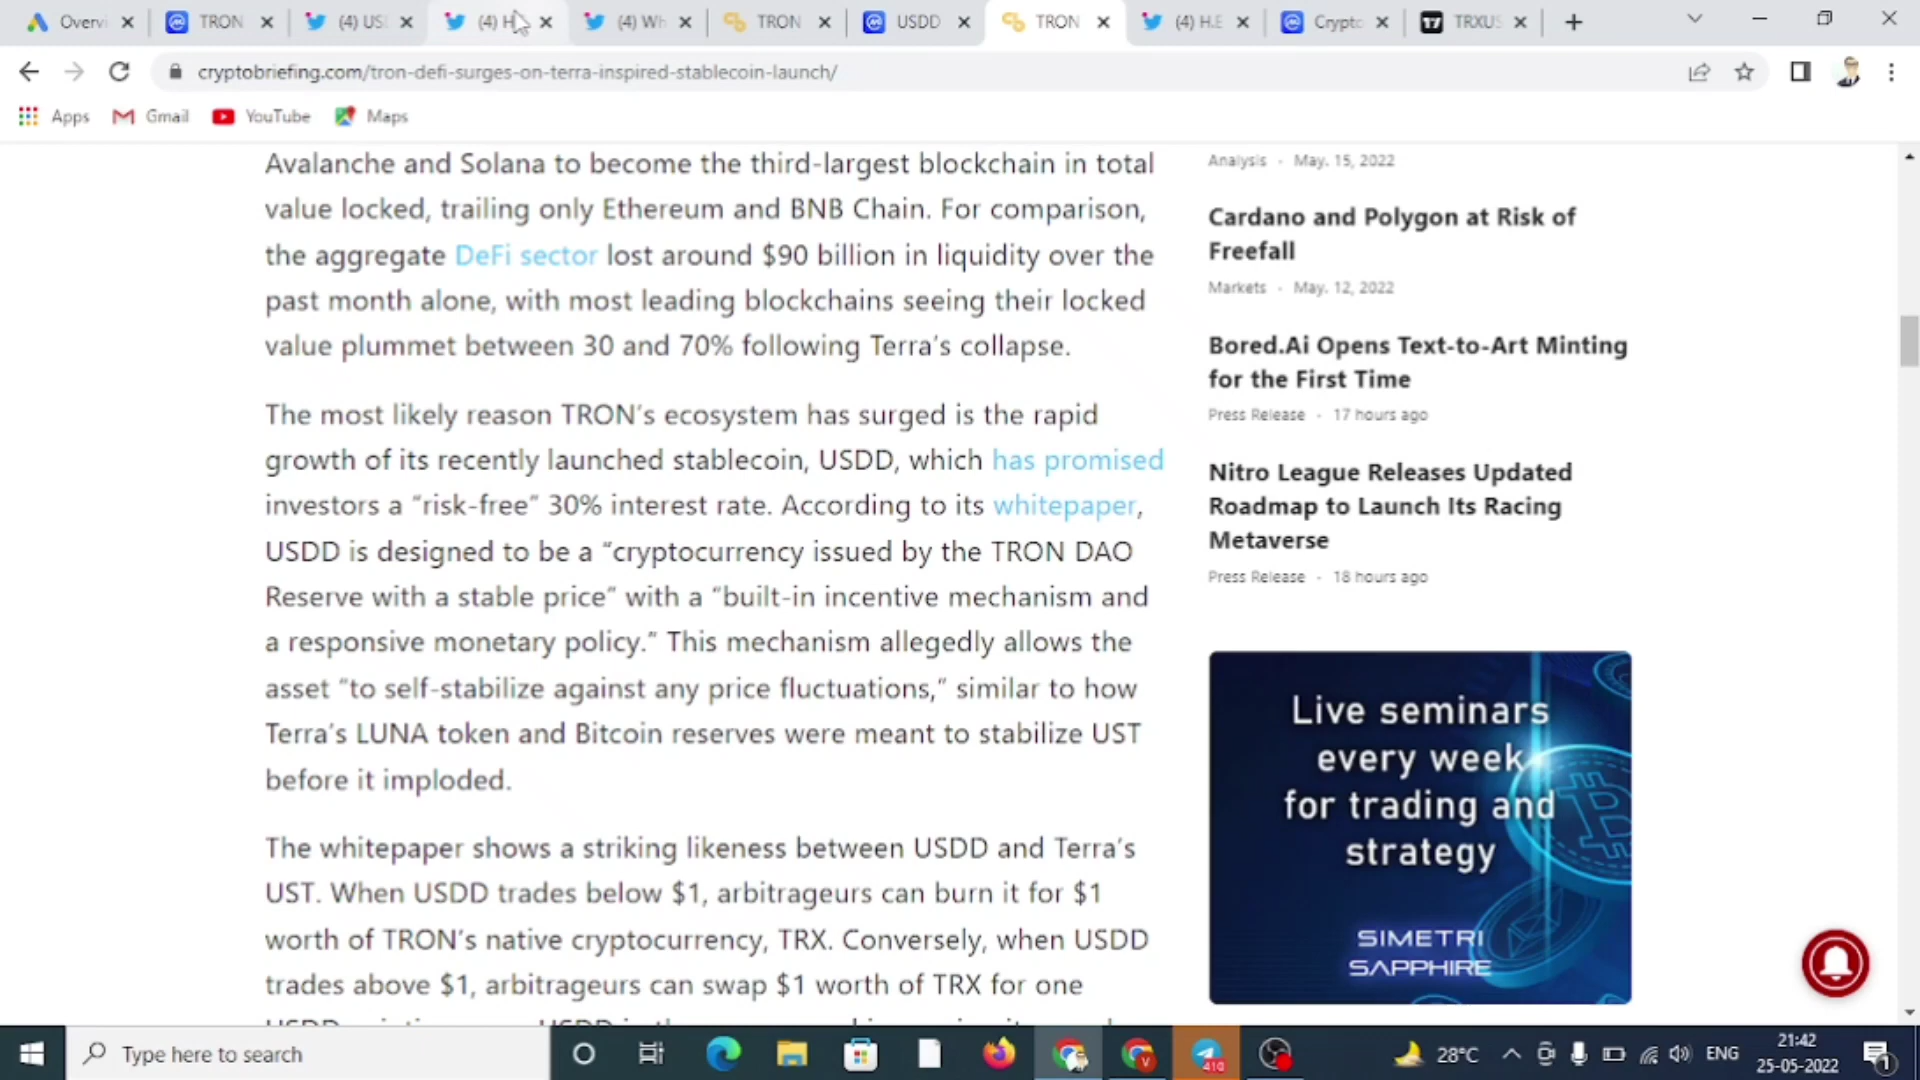 Overvi
TRON
(4) US
(4) H
(4) Wh
TRON
USDD
TRON
(4) H.E
Crypto
TRXUS
cryptobriefing.com/tron-defi-surges-on-terra-inspired-stablecoin-launch/
Apps
Gmail
YouTube
Maps
Avalanche and Solana to become the third-largest blockchain in total
value locked, trailing only Ethereum and BNB Chain. For comparison,
the aggregate DeFi sector lost around $90 billion in liquidity over the
past month alone, with most leading blockchains seeing their locked
value plummet between 30 and 70% following Terra’s collapse.
The most likely reason TRON’s ecosystem has surged is the rapid
growth of its recently launched stablecoin, USDD, which has promised
investors a “risk-free” 30% interest rate. According to its whitepaper,
USDD is designed to be a “cryptocurrency issued by the TRON DAO
Reserve with a stable price” with a “built-in incentive mechanism and
a responsive monetary policy.” This mechanism allegedly allows the
asset “to self-stabilize against any price fluctuations,” similar to how
Terra’s LUNA token and Bitcoin reserves were meant to stabilize UST
before it imploded.
The whitepaper shows a striking likeness between USDD and Terra’s
UST. When USDD trades below $1, arbitrageurs can burn it for $1
worth of TRON’s native cryptocurrency, TRX. Conversely, when USDD
trades above $1, arbitrageurs can swap $1 worth of TRX for one
Analysis · May. 15, 2022
Cardano and Polygon at Risk of
Freefall
Markets · May. 12, 2022
Bored.Ai Opens Text-to-Art Minting
for the First Time
Press Release · 17 hours ago
Nitro League Releases Updated
Roadmap to Launch Its Racing
Metaverse
Press Release · 18 hours ago
Live seminars
every week
for trading and
strategy
SIMETRI
SAPPHIRE
Type here to search
410
28°C
ENG
21:42
25-05-2022
1